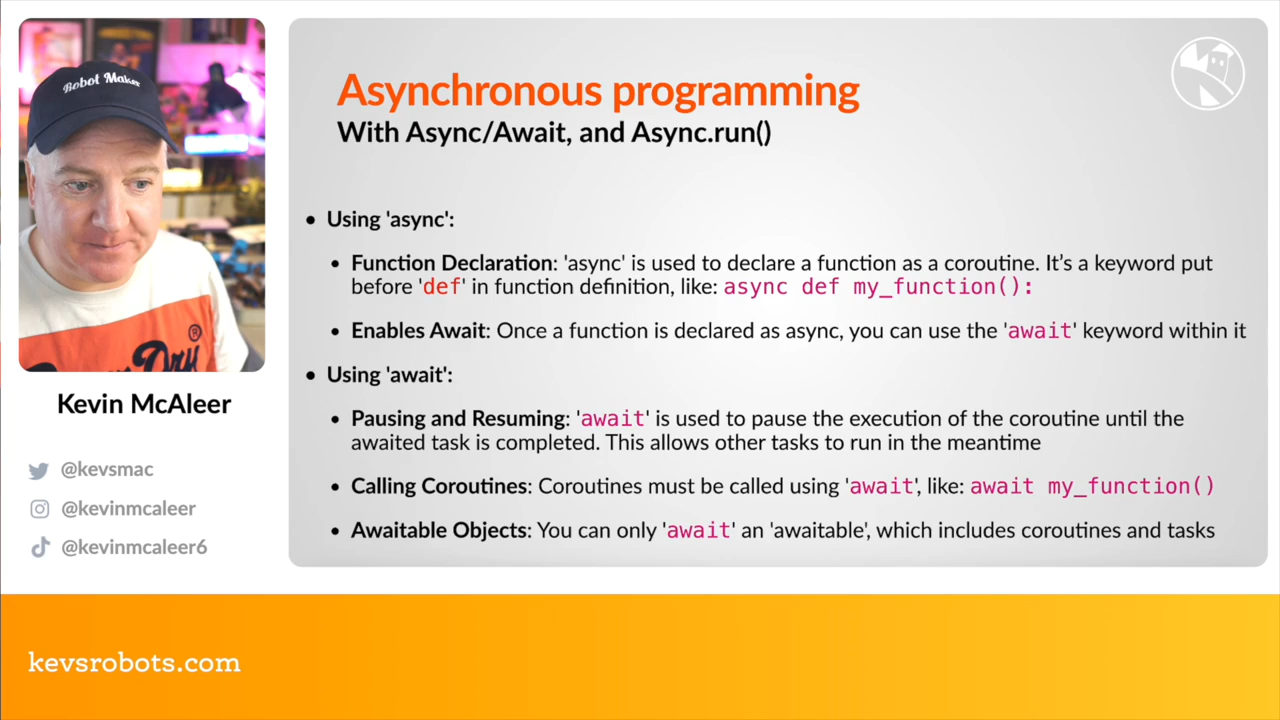 Robot Maker
®
Dry
Kevin McAleer
@kevsmac
@kevinmcaleer
@kevinmcaleer6
Asynchronous programming
With Async/Await, and Async.run()
• Using 'async':
• Function Declaration: 'async' is used to declare a function as a coroutine. It’s a keyword put
before 'def' in function definition, like: async def my_function():
• Enables Await: Once a function is declared as async, you can use the 'await' keyword within it
• Using 'await':
• Pausing and Resuming: 'await' is used to pause the execution of the coroutine until the
awaited task is completed. This allows other tasks to run in the meantime
• Calling Coroutines: Coroutines must be called using 'await', like: await my_function()
• Awaitable Objects: You can only 'await' an 'awaitable', which includes coroutines and tasks
kevsrobots.com